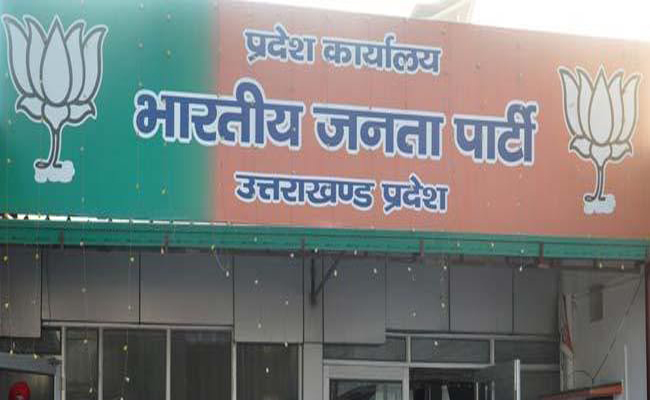 प्रदेश कार्यालय
भारतीय जनता पार्टी
उत्तराखण्ड प्रदेश